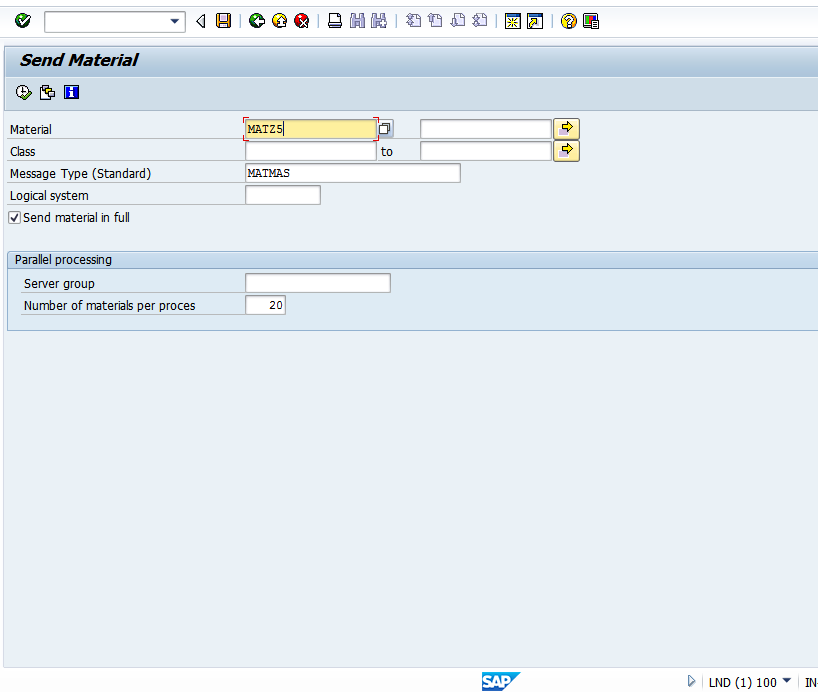 Send Material
Material MATZ5
Class to
Message Type (Standard) MATMAS
Logical system
Send material in full
Parallel processing
Server group
Number of materials per proces 20
SAP LND (1) 100 IN